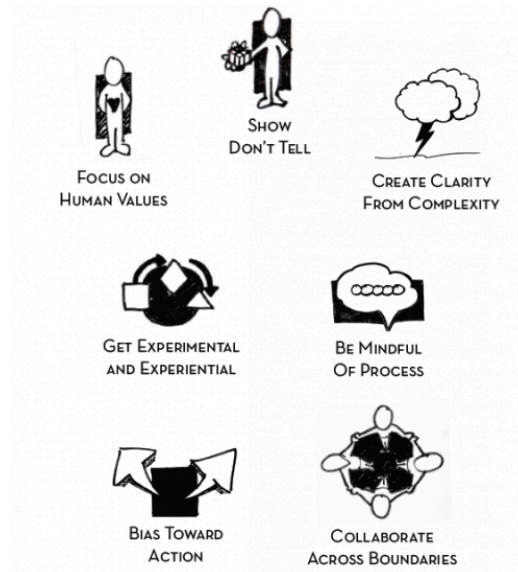 SHOW
DON'T TELL
FOCUS ON
HUMAN VALUES
CREATE CLARITY
FROM COMPLEXITY
GET EXPERIMENTAL
AND EXPERIENTIAL
BE MINDFUL
OF PROCESS
BIAS TOWARD
ACTION
COLLABORATE
ACROSS BOUNDARIES